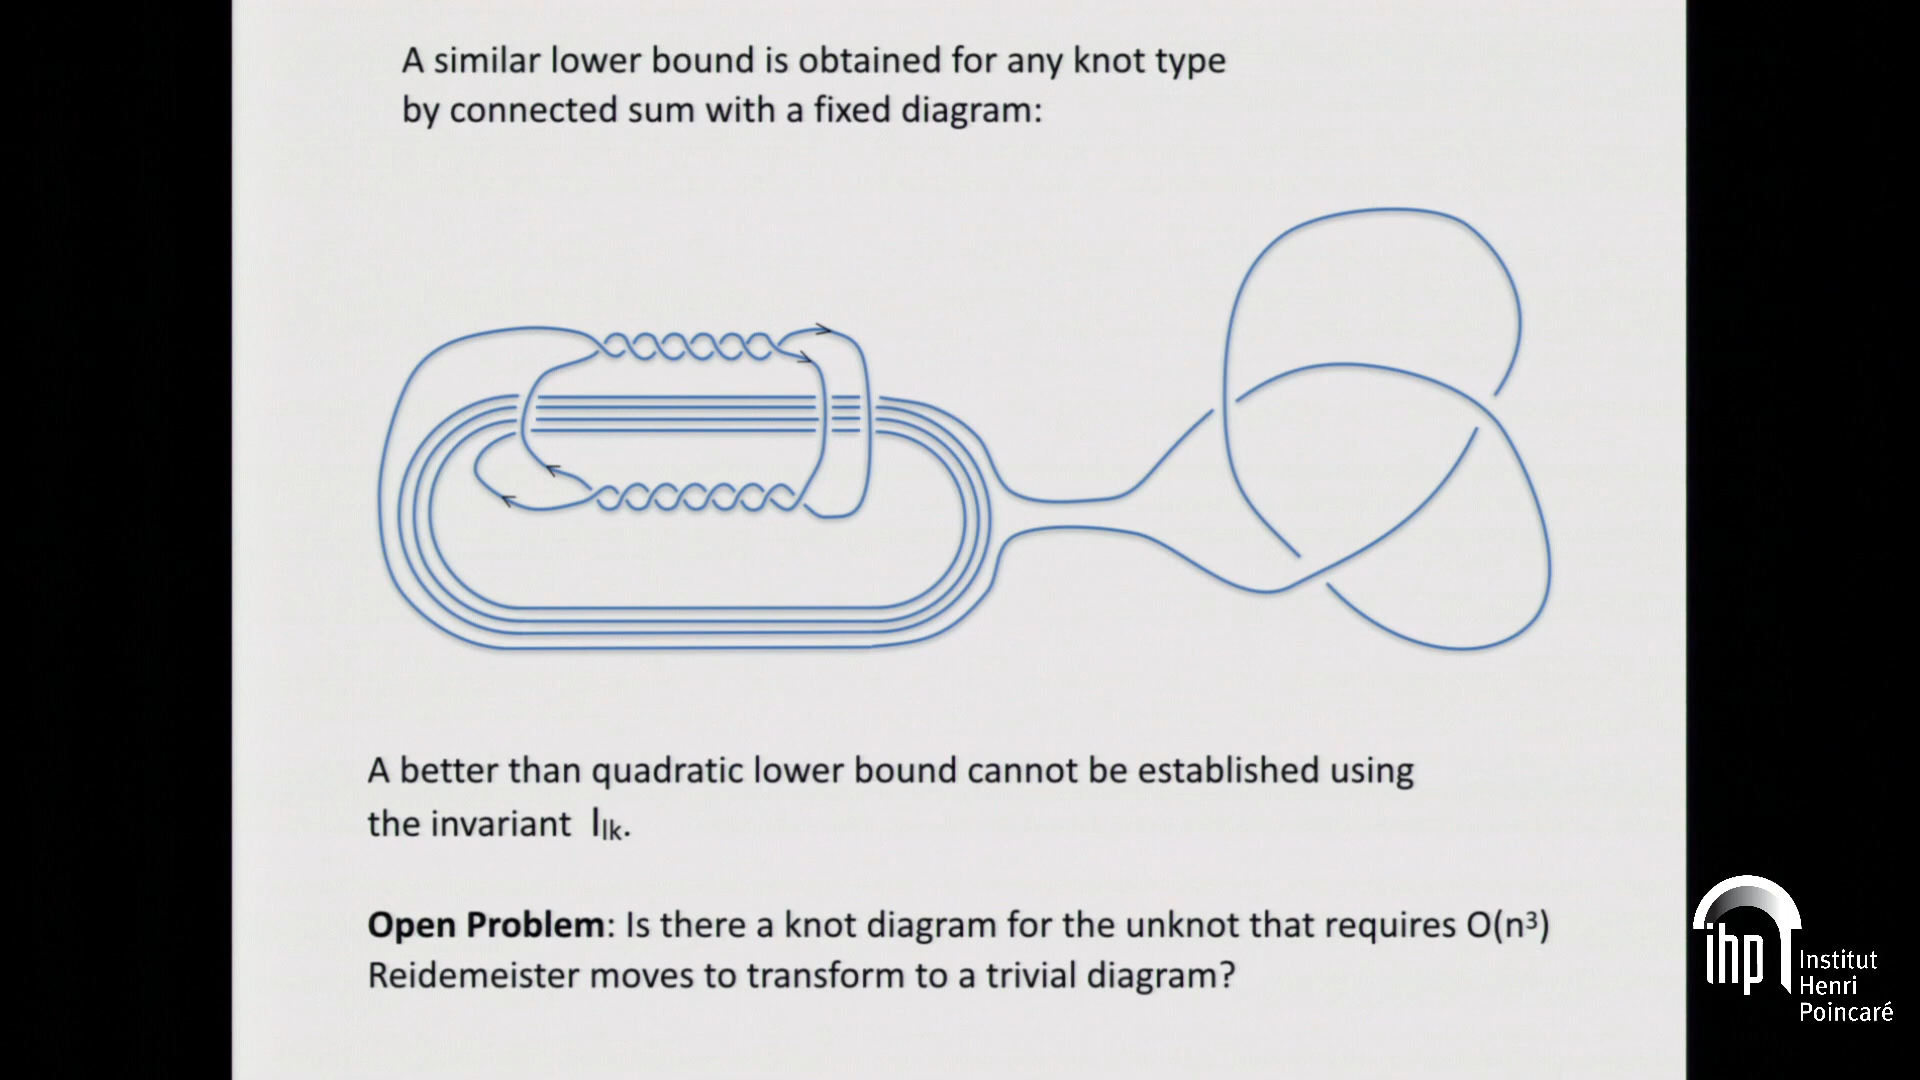 A similar lower bound is obtained for any knot type
by connected sum with a fixed diagram:
A better than quadratic lower bound cannot be established using
the invariant I_lk.
Open Problem: Is there a knot diagram for the unknot that requires O(n³)
Reidemeister moves to transform to a trivial diagram?
ihp
Institut
Henri
Poincaré